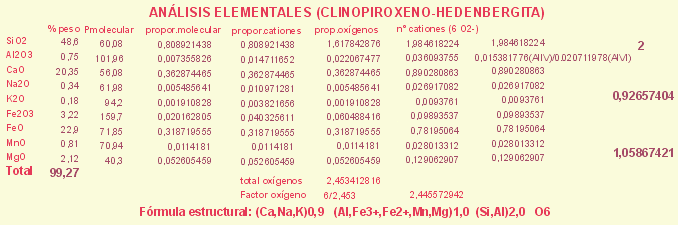 ANÁLISIS ELEMENTALES (CLINOPIROXENO-HEDENBERGITA)
% peso Pmolecular propor.molecular propor.cationes prop.oxígenos nº cationes (6 O2-)
SiO2 48,6 60,08 0,808921438 0,808921438 1,617842876 1,984618224 1,984618224 2
Al2O3 0,75 101,96 0,007355826 0,014711652 0,022067477 0,036093755 0,015381776(AlIV)/0,020711978(AlVI)
CaO 20,35 56,08 0,362874465 0,362874465 0,362874465 0,890280863 0,890280863
Na2O 0,34 61,98 0,005485641 0,010971281 0,005485641 0,026917082 0,026917082
K2O 0,18 94,2 0,001910828 0,003821656 0,001910828 0,0093761 0,0093761 0,92657404
Fe2O3 3,22 159,7 0,020162805 0,040325611 0,060488416 0,09893537 0,09893537
FeO 22,9 71,85 0,318719555 0,318719555 0,318719555 0,78195064 0,78195064
MnO 0,81 70,94 0,0114181 0,0114181 0,0114181 0,028013312 0,028013312 1,05867421
MgO 2,12 40,3 0,052605459 0,052605459 0,052605459 0,129062907 0,129062907
Total 99,27
total oxígenos 2,453412816
Factor oxígeno 6/2,453 2,445572942
Fórmula estructural: (Ca,Na,K)0,9 (Al,Fe3+,Fe2+,Mn,Mg)1,0 (Si,Al)2,0 O6